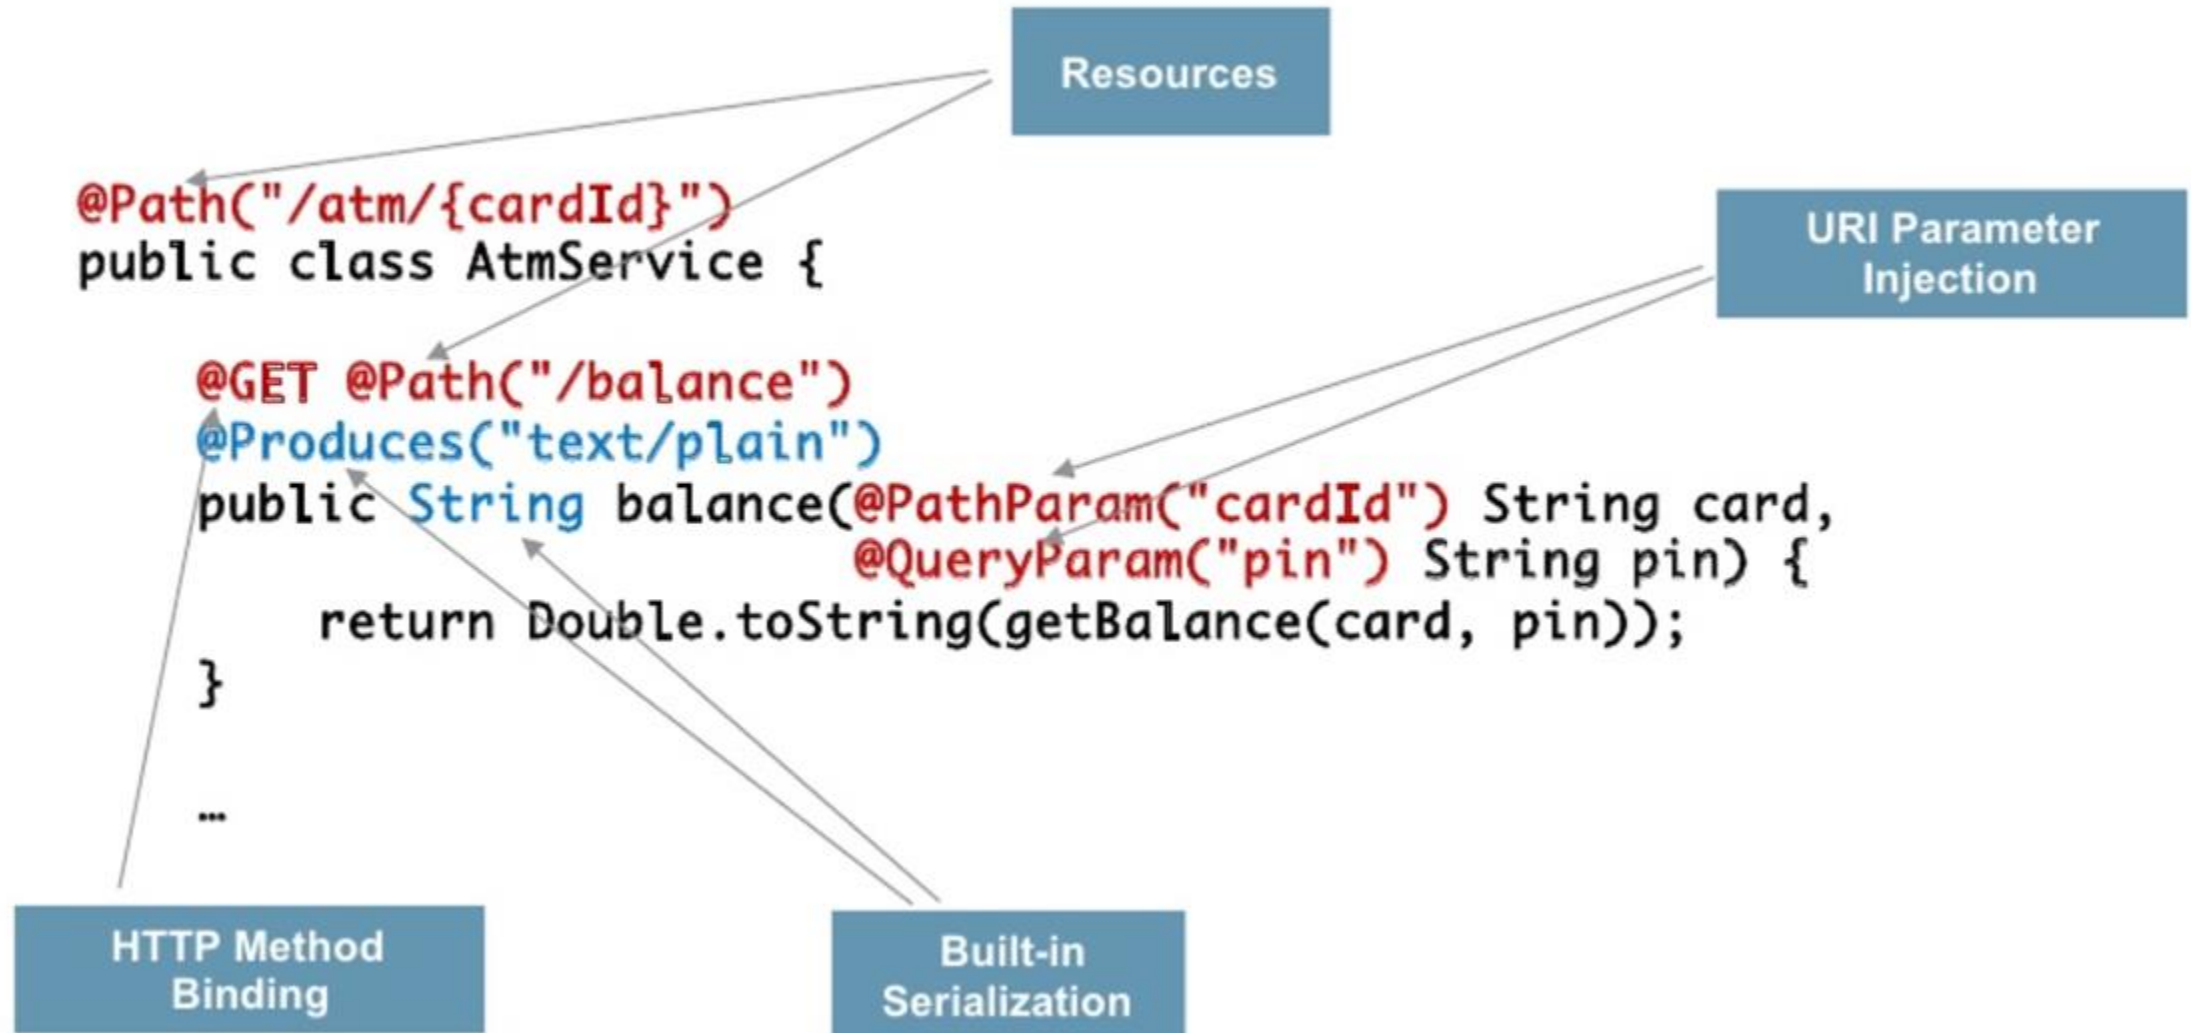 Resources
@Path("/atm/{cardId}")
public class AtmService {
URI Parameter
Injection
@GET @Path("/balance")
@Produces("text/plain")
public String balance(@PathParam("cardId") String card,
@QueryParam("pin") String pin) {
return Double.toString(getBalance(card, pin));
}
…
HTTP Method
Binding
Built-in
Serialization